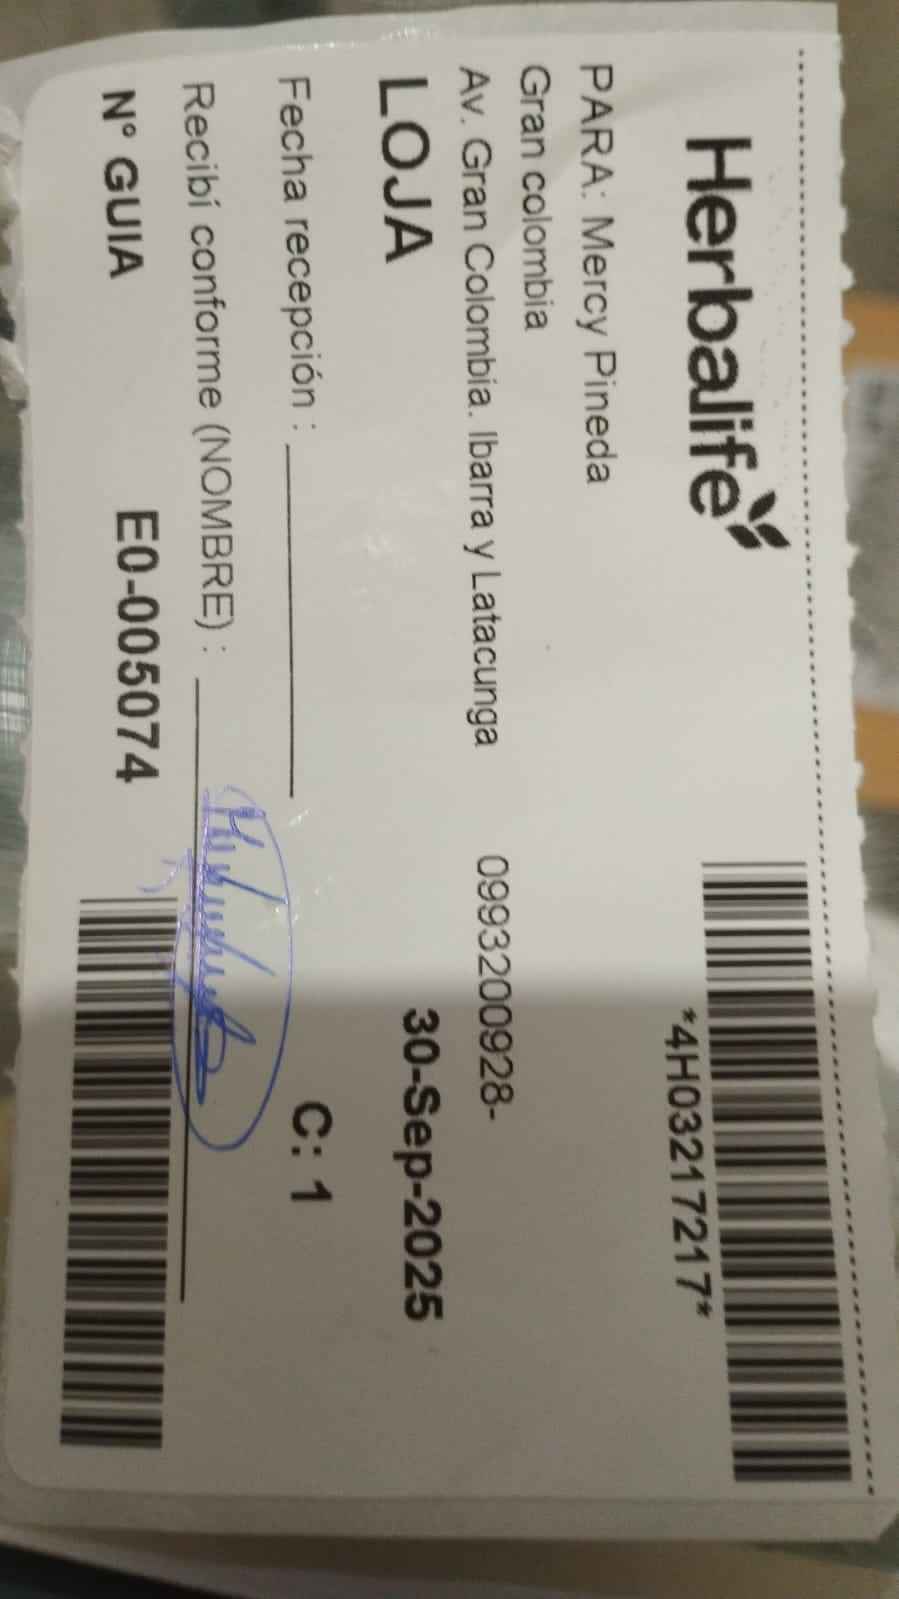 Herbalife
*4H03217217*
PARA: Mercy Pineda
Gran colombia
Av. Gran Colombia. Ibarra y Latacunga 0993200928-
LOJA 30-Sep-2025
Fecha recepción : C: 1
Recibí conforme (NOMBRE) :
N° GUIA E0-005074